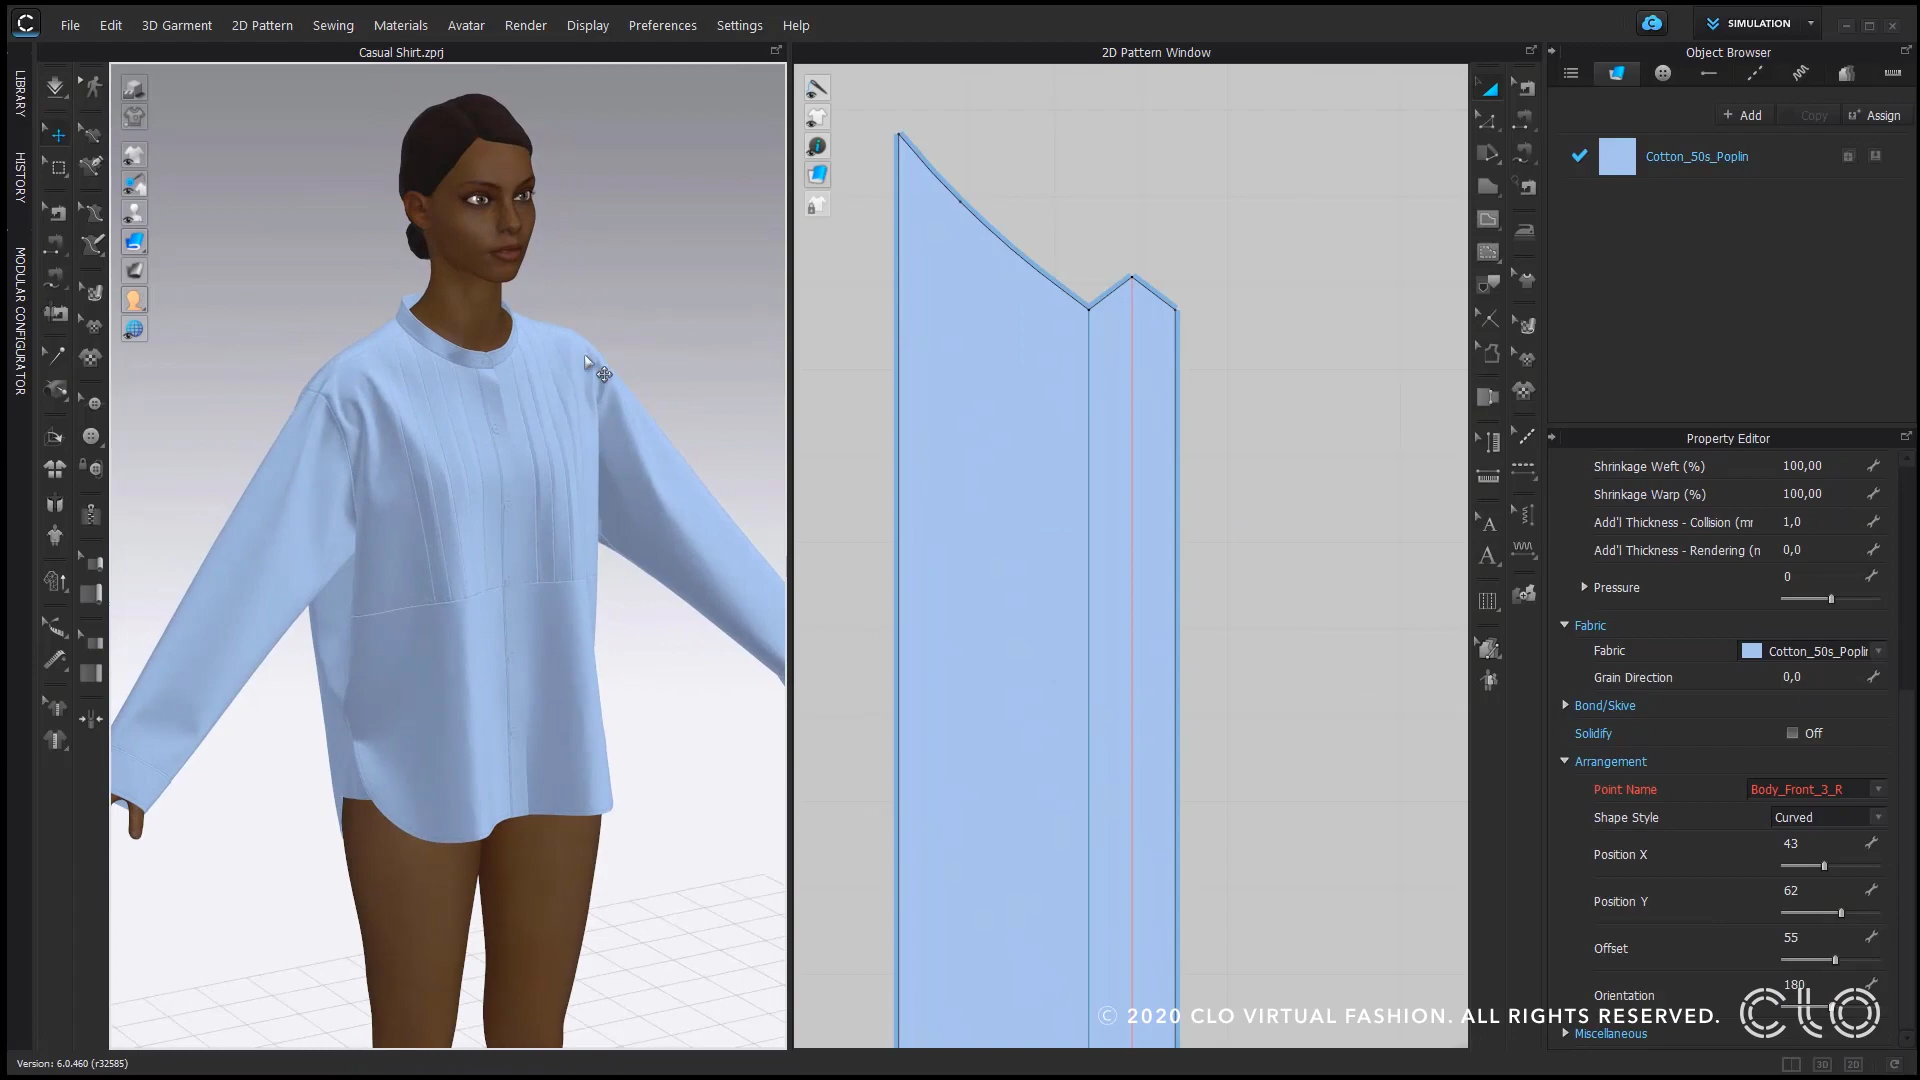 File Edit 3D Garment 2D Pattern Sewing Materials Avatar Render Display Preferences Settings Help
SIMULATION
Casual Shirt.zprj
2D Pattern Window
Object Browser
LIBRARY
HISTORY
MODULAR CONFIGURATOR
+ Add
Copy
Assign
Cotton_50s_Poplin
Property Editor
Shrinkage Weft (%) 100,00
Shrinkage Warp (%) 100,00
Add'l Thickness - Collision (mr 1,0
Add'l Thickness - Rendering (n 0,0
Pressure 0
Fabric
Fabric Cotton_50s_Poplin
Grain Direction 0,0
Bond/Skive
Solidify Off
Arrangement
Point Name Body_Front_3_R
Shape Style Curved
Position X 43
Position Y 62
Offset 55
Orientation 180
Miscellaneous
© 2020 CLO VIRTUAL FASHION. ALL RIGHTS RESERVED.
clo
Version: 6.0.460 (r32585)
3D 2D